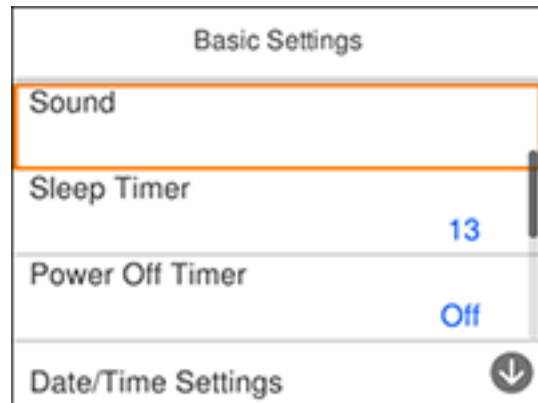 Basic Settings
Sound
Sleep Timer
13
Power Off Timer
Off
Date/Time Settings